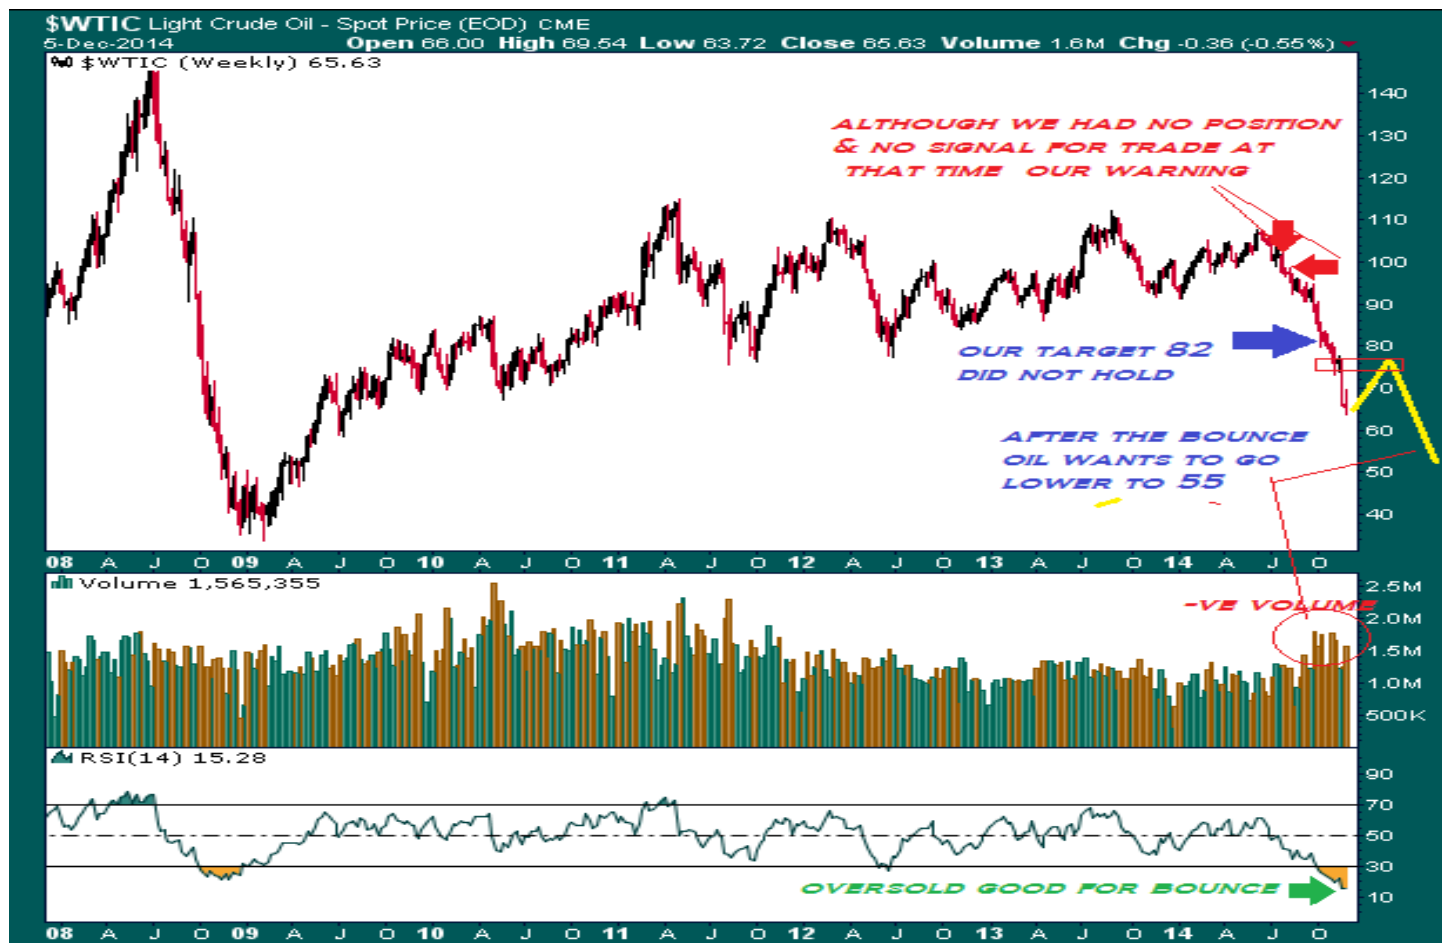 $WTIC Light Crude Oil - Spot Price (EOD) CME
5-Dec-2014 Open 66.00 High 69.54 Low 63.72 Close 65.63 Volume 1.6M Chg -0.36 (-0.55%)
$WTIC (Weekly) 65.63
140
130
120
110
100
90
80
70
60
50
40
ALTHOUGH WE HAD NO POSITION
& NO SIGNAL FOR TRADE AT
THAT TIME OUR WARNING
OUR TARGET 82
DID NOT HOLD
AFTER THE BOUNCE
OIL WANTS TO GO
LOWER TO 55
08 A J O 09 A J O 10 A J O 11 A J O 12 A J O 13 A J O 14 A J O
Volume 1,565,355
-VE VOLUME
2.5M
2.0M
1.5M
1.0M
500K
RSI(14) 15.28
90
70
50
30
10
OVERSOLD GOOD FOR BOUNCE
08 A J O 09 A J O 10 A J O 11 A J O 12 A J O 13 A J O 14 A J O